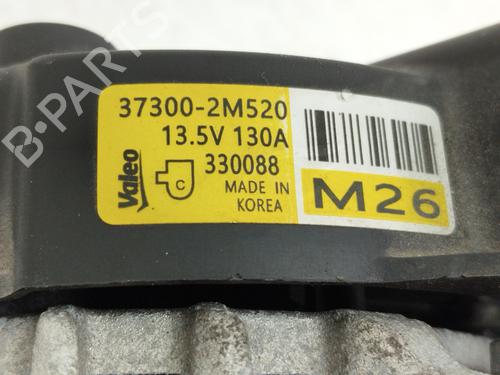 37300-2M520
13.5V 130A
330088
MADE IN
KOREA
Valeo
C
M26
B-Parts